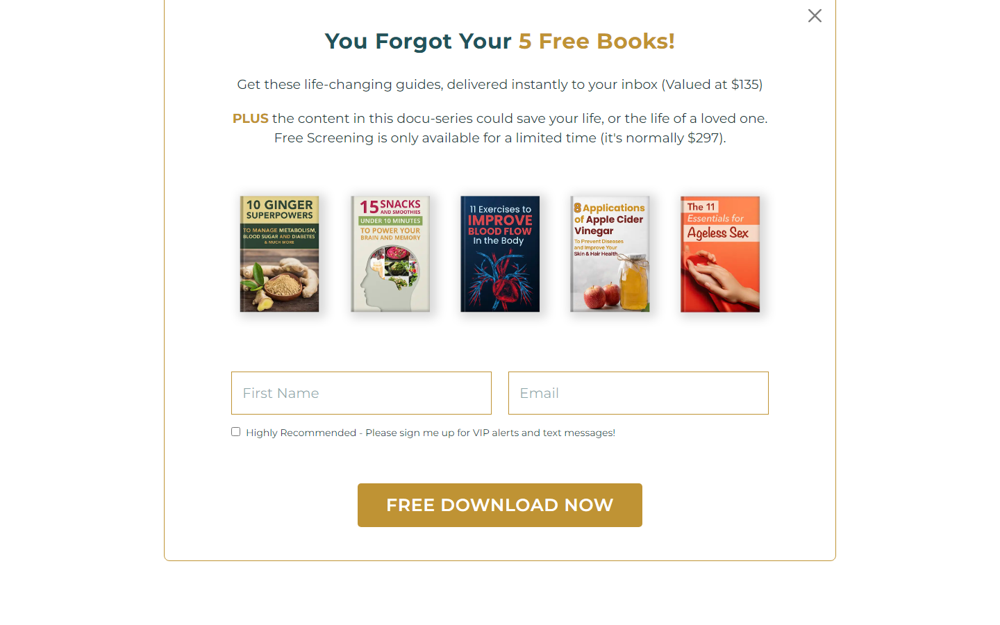 You Forgot Your 5 Free Books!
Get these life-changing guides, delivered instantly to your inbox (Valued at $135)
PLUS the content in this docu-series could save your life, or the life of a loved one.
Free Screening is only available for a limited time (it's normally $297).
10 GINGER
SUPERPOWERS
TO MANAGE METABOLISM,
BLOOD SUGAR AND DIABETES
& MUCH MORE
15 SNACKS
AND SMOOTHIES
UNDER 10 MINUTES
TO POWER YOUR
BRAIN AND MEMORY
11 Exercises to
IMPROVE
BLOOD FLOW
In the Body
8 Applications
of Apple Cider
Vinegar
To Prevent Diseases
and Improve Your
Skin & Hair Health
The 11
Essentials for
Ageless Sex
First Name
Email
Highly Recommended - Please sign me up for VIP alerts and text messages!
FREE DOWNLOAD NOW